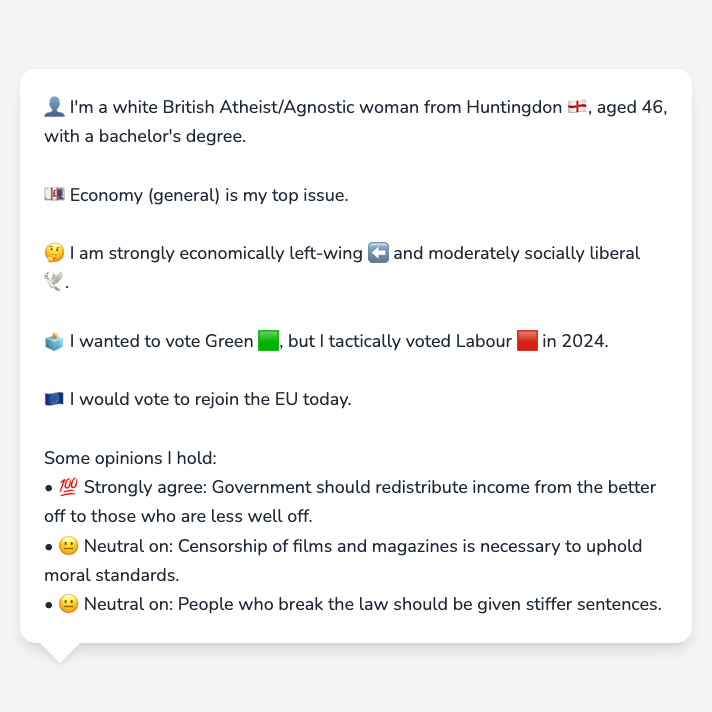 👤 I'm a white British Atheist/Agnostic woman from Huntingdon 🏴󠁧󠁢󠁥󠁮󠁧󠁿, aged 46,
with a bachelor's degree.
💷 Economy (general) is my top issue.
🤔 I am strongly economically left-wing ⬅️ and moderately socially liberal
🕊️.
🗳️ I wanted to vote Green 🟩, but I tactically voted Labour 🟥 in 2024.
🇪🇺 I would vote to rejoin the EU today.
Some opinions I hold:
• 💯 Strongly agree: Government should redistribute income from the better
off to those who are less well off.
• 😐 Neutral on: Censorship of films and magazines is necessary to uphold
moral standards.
• 😐 Neutral on: People who break the law should be given stiffer sentences.